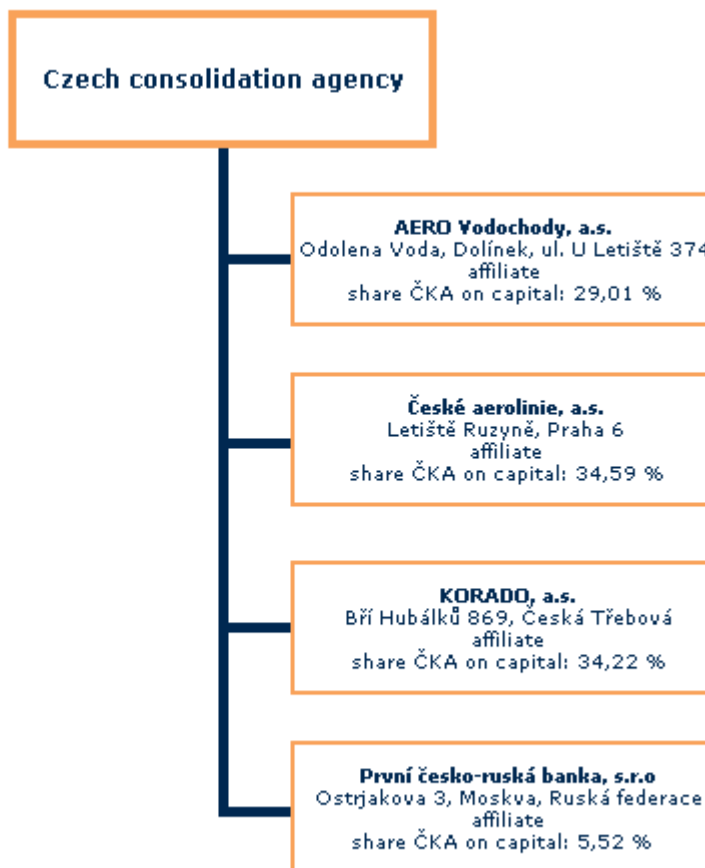 Czech consolidation agency
AERO Vodochody, a.s.
Odolena Voda, Dolínek, ul. U Letiště 374
affiliate
share ČKA on capital: 29,01 %
České aerolinie, a.s.
Letiště Ruzyně, Praha 6
affiliate
share ČKA on capital: 34,59 %
KORADO, a.s.
Bří Hubálků 869, Česká Třebová
affiliate
share ČKA on capital: 34,22 %
První česko-ruská banka, s.r.o
Ostrjakova 3, Moskva, Ruská federace
affiliate
share ČKA on capital: 5,52 %